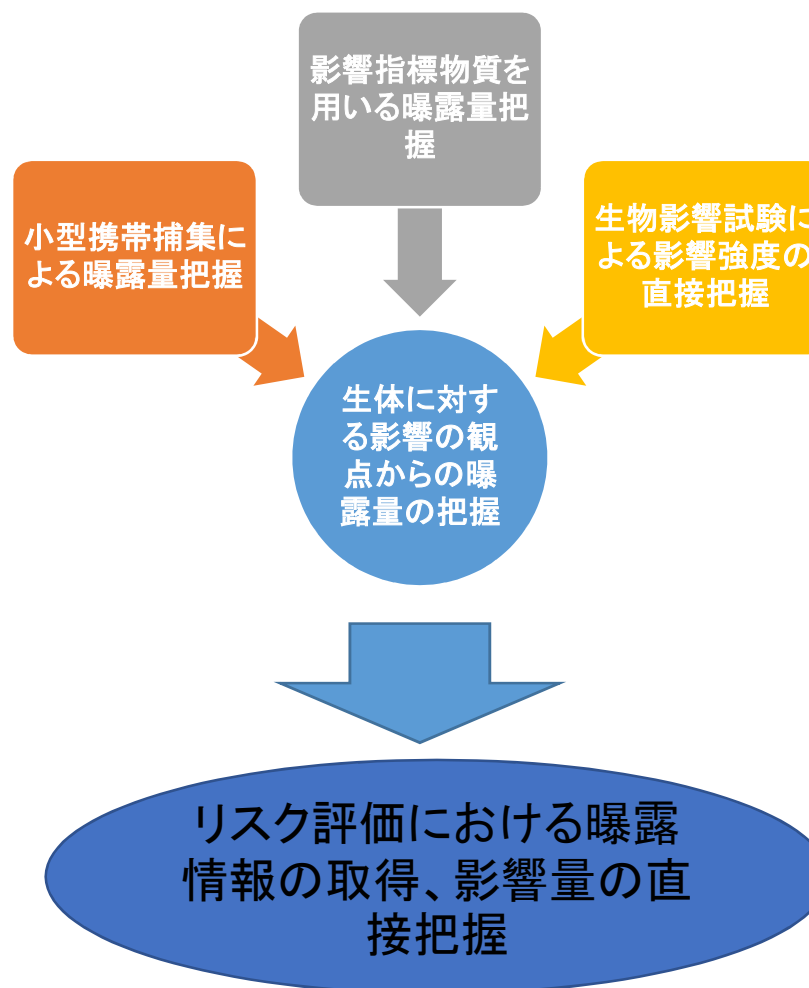 影響指標物質を
用いる曝露量把
握
小型携帯捕集に
よる曝露量把握
生物影響試験に
よる影響強度の
直接把握
生体に対す
る影響の観
点からの曝
露量の把握
リスク評価における曝露
情報の取得、影響量の直
接把握